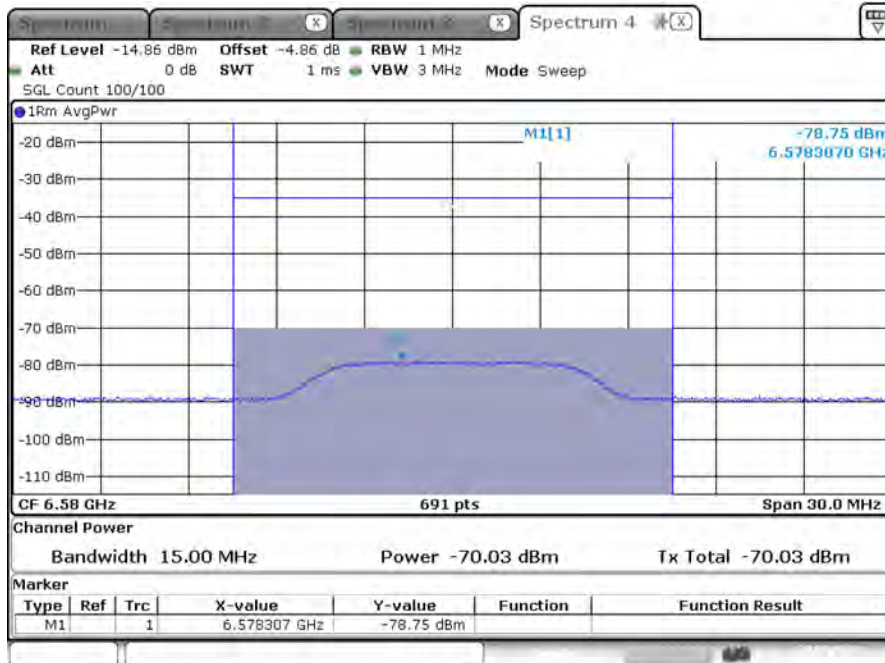 Spectrum 4
Ref Level -14.86 dBm Offset -4.86 dB RBW 1 MHz
Att 0 dB SWT 1 ms VBW 3 MHz Mode Sweep
SGL Count 100/100
1Rm AvgPwr
M1[1] -78.75 dBm
6.5783070 GHz
-20 dBm
-30 dBm
-40 dBm
-50 dBm
-60 dBm
-70 dBm
-80 dBm
-90 dBm
-100 dBm
-110 dBm
CF 6.58 GHz 691 pts Span 30.0 MHz
Channel Power
Bandwidth 15.00 MHz Power -70.03 dBm Tx Total -70.03 dBm
Marker
Type Ref Trc X-value Y-value Function Function Result
M1 1 6.578307 GHz -78.75 dBm